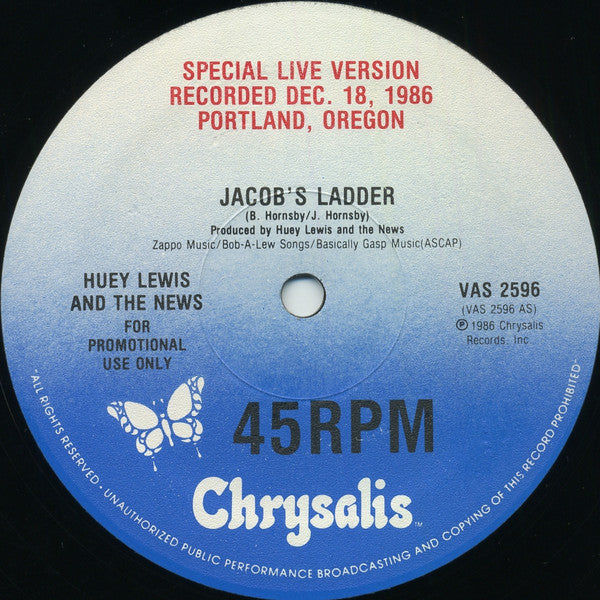 SPECIAL LIVE VERSION
RECORDED DEC. 18, 1986
PORTLAND, OREGON
JACOB'S LADDER
(B. Hornsby/J. Hornsby)
Produced by Huey Lewis and the News
Zappo Music/Bob-A-Lew Songs/Basically Gasp Music(ASCAP)
HUEY LEWIS
AND THE NEWS
FOR
PROMOTIONAL
USE ONLY
VAS 2596
(VAS 2596 AS)
℗ 1986 Chrysalis
Records, Inc.
45RPM
Chrysalis™
-ALL RIGHTS RESERVED. • UNAUTHORIZED PUBLIC PERFORMANCE BROADCASTING AND COPYING OF THIS RECORD PROHIBITED-